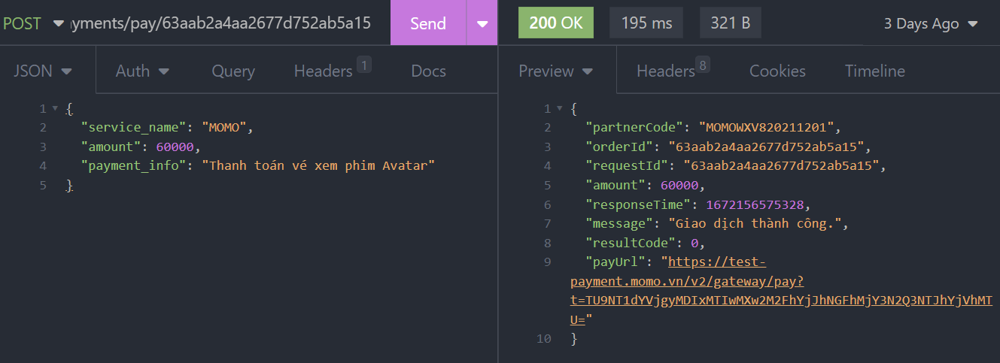 POST yments/pay/63aab2a4aa2677d752ab5a15 Send 200 OK 195 ms 321 B 3 Days Ago
JSON Auth Query Headers 1 Docs
1 {
2 "service_name": "MOMO",
3 "amount": 60000,
4 "payment_info": "Thanh toán vé xem phim Avatar"
5 }
Preview Headers 8 Cookies Timeline
1 {
2 "partnerCode": "MOMOWXV820211201",
3 "orderId": "63aab2a4aa2677d752ab5a15",
4 "requestId": "63aab2a4aa2677d752ab5a15",
5 "amount": 60000,
6 "responseTime": 1672156575328,
7 "message": "Giao dịch thành công.",
8 "resultCode": 0,
9 "payUrl": "https://test-
payment.momo.vn/v2/gateway/pay?
t=TU9NT1dYVjgyMDIxMTIwMXw2M2FhYjJhNGFhMjY3N2Q3NTJhYjVhMT
U="
10 }